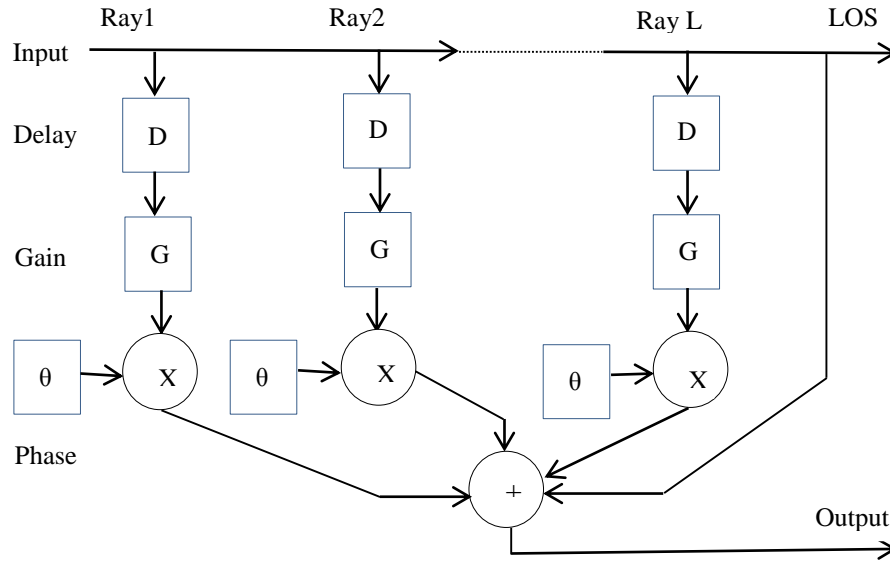 Ray1 Ray2 Ray L LOS
Input
Delay D D D
Gain G G G
θ X θ X θ X
Phase
+
Output